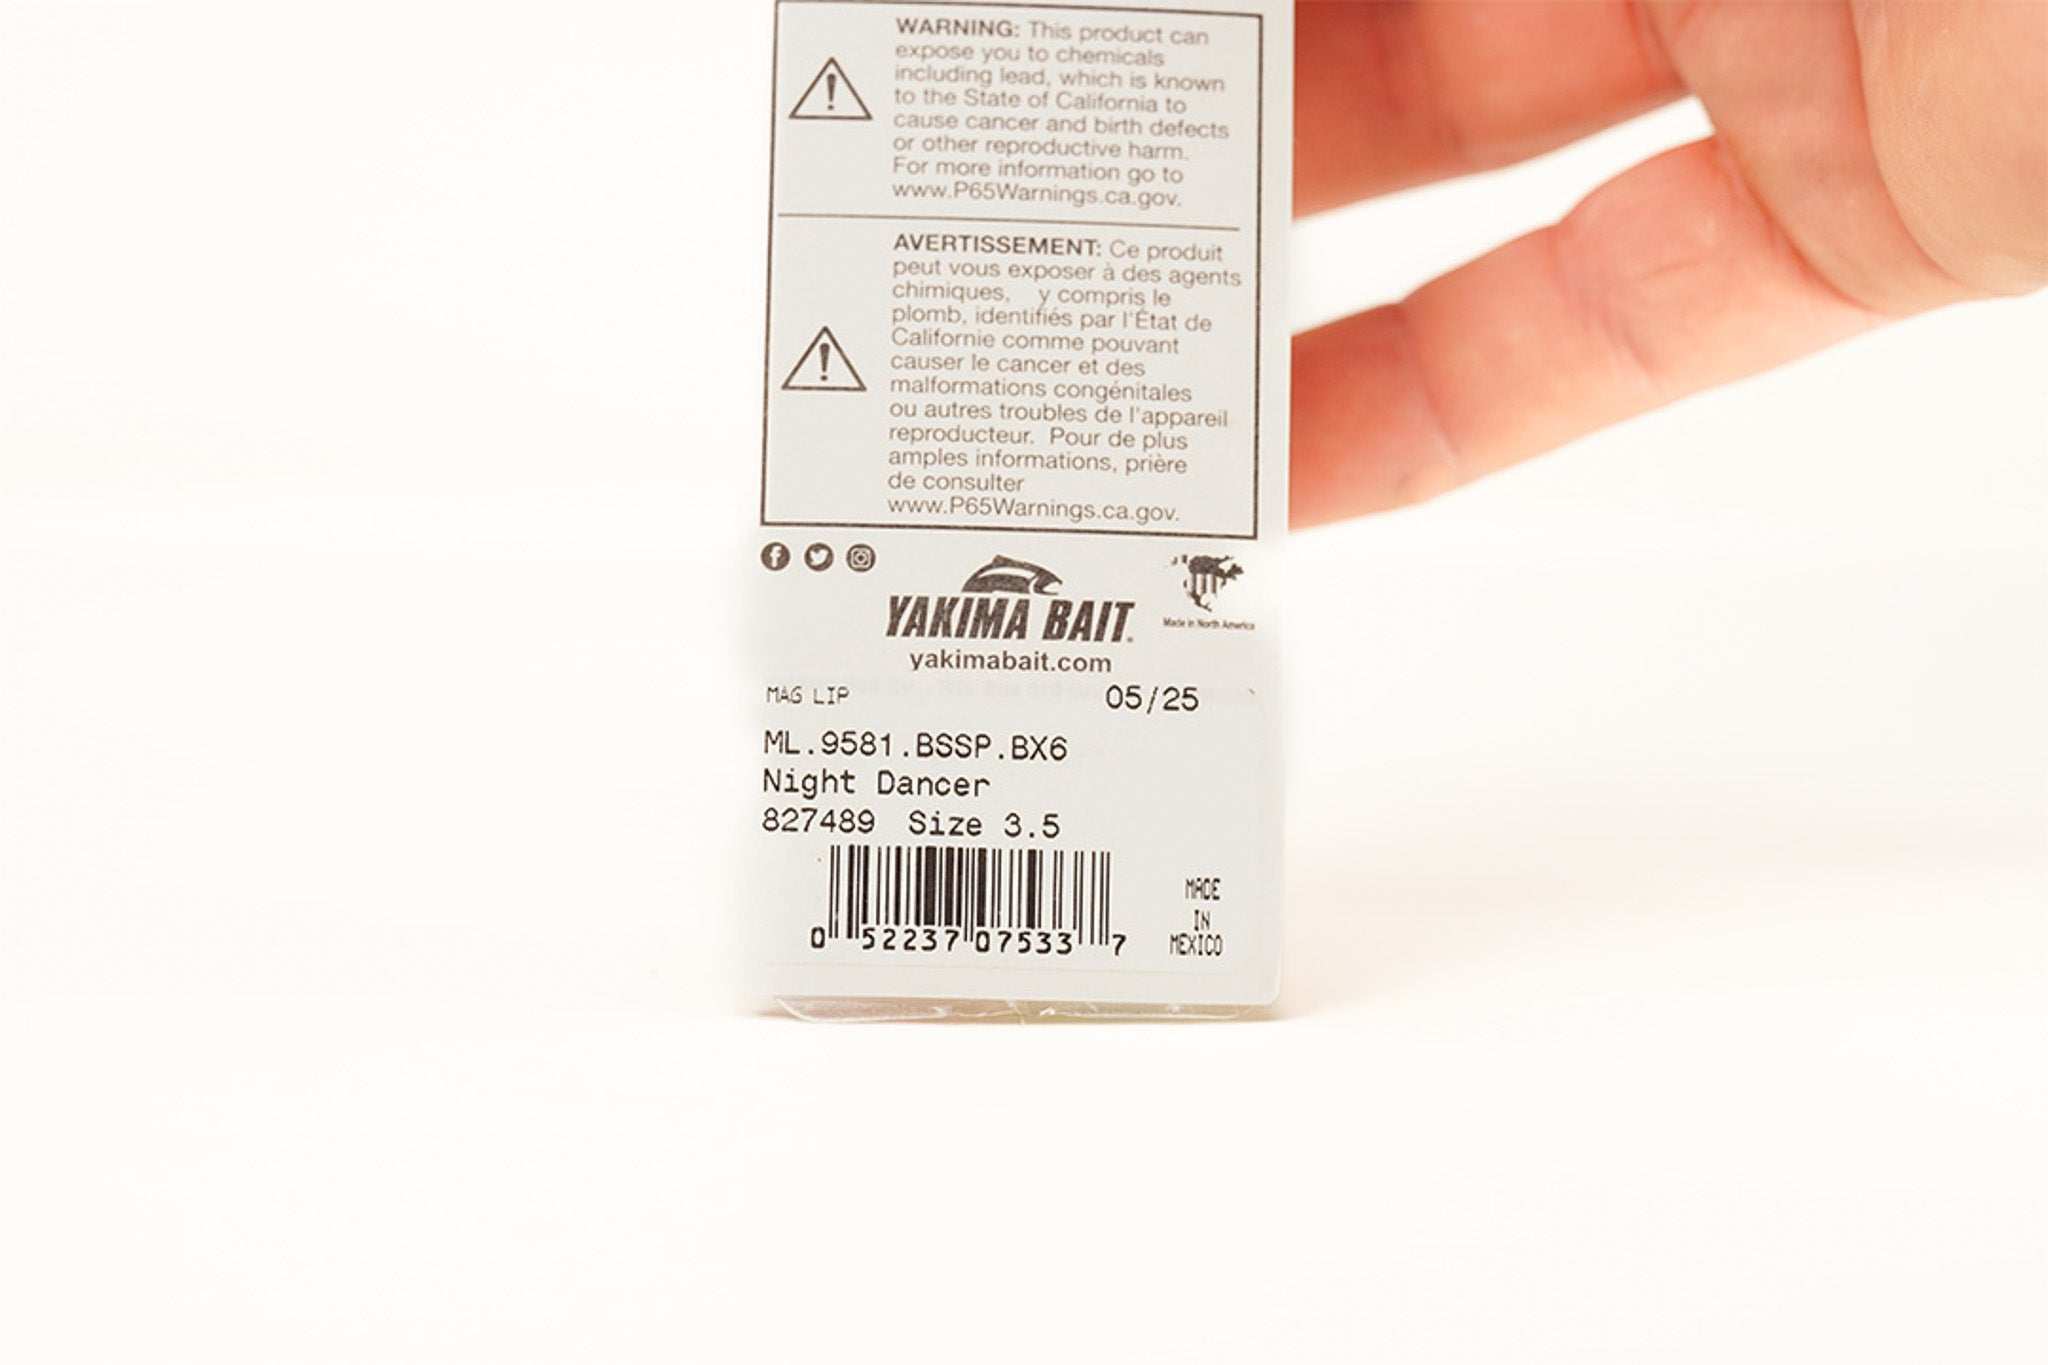 WARNING: This product can
expose you to chemicals
including lead, which is known
to the State of California to
cause cancer and birth defects
or other reproductive harm.
For more information go to
www.P65Warnings.ca.gov.
AVERTISSEMENT: Ce produit
peut vous exposer à des agents
chimiques, y compris le
plomb, identifiés par l'État de
Californie comme pouvant
causer le cancer et des
malformations congénitales
ou autres troubles de l'appareil
reproducteur. Pour de plus
amples informations, prière
de consulter
www.P65Warnings.ca.gov.
YAKIMA BAIT.
Made in North America
yakimabait.com
MAG LIP 05/25
ML.9581.BSSP.BX6
Night Dancer
827489 Size 3.5
0 52237 07533 7
MADE
IN
MEXICO